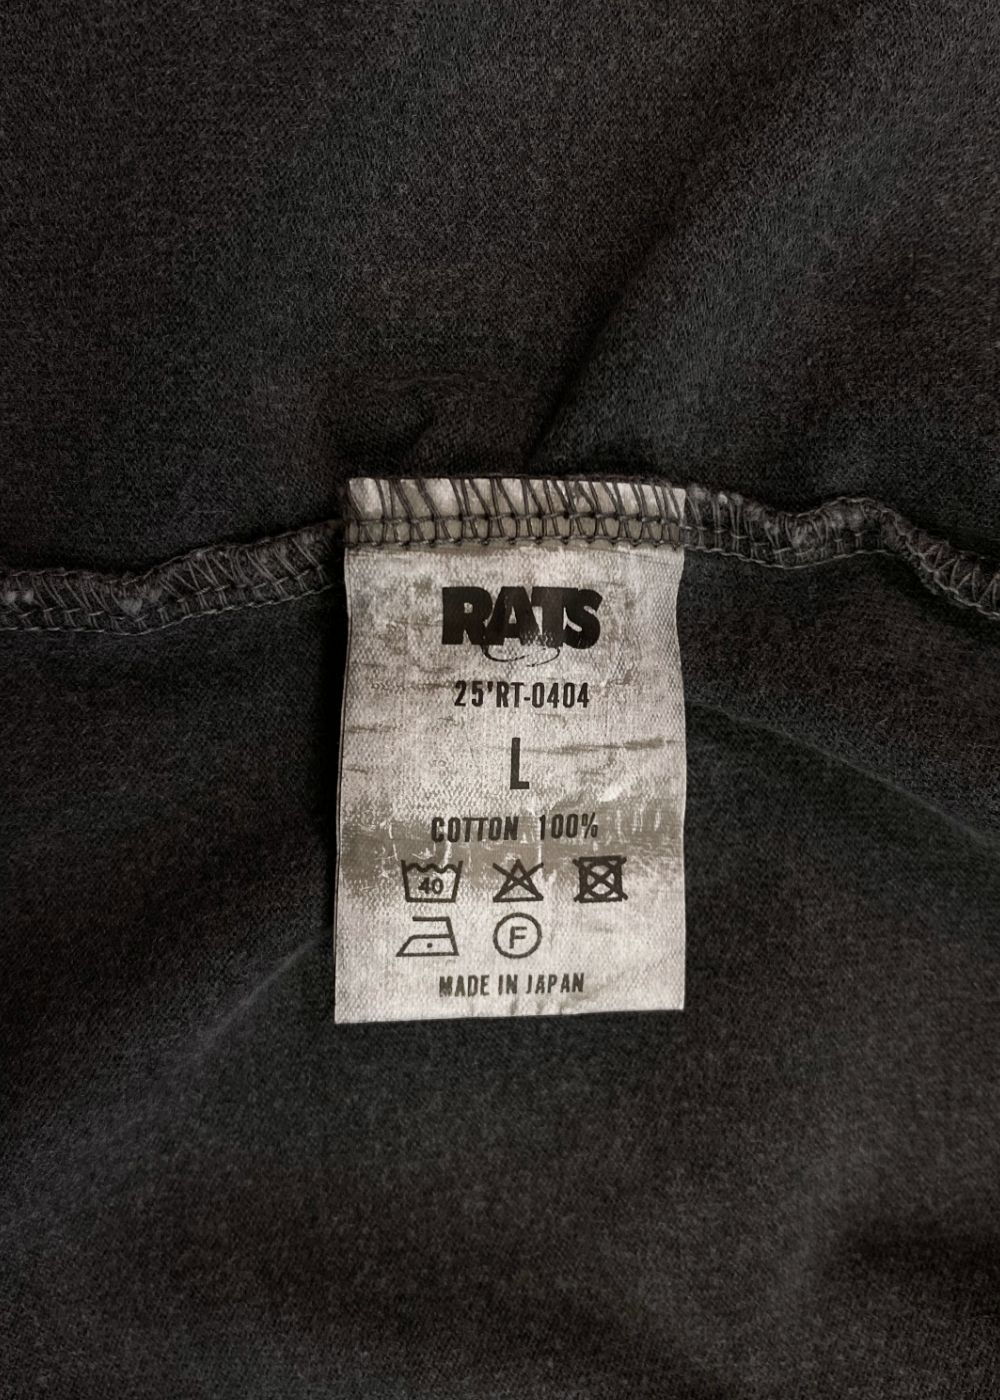 RATS
25'RT-0404
L
COTTON 100%
40
F
MADE IN JAPAN